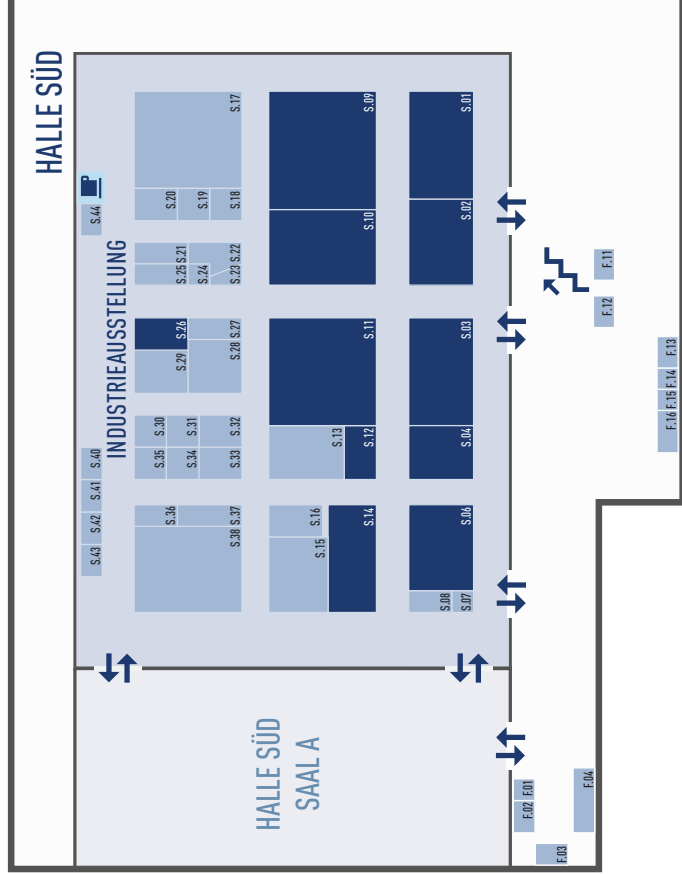 HALLE SÜD
INDUSTRIEAUSSTELLUNG
S.44
S.40
S.41
S.42
S.43
S.17
S.20
S.19
S.18
S.21
S.22
S.25
S.24
S.23
S.26
S.27
S.29
S.28
S.30
S.31
S.32
S.35
S.34
S.33
S.36
S.37
S.38
S.09
S.10
S.11
S.13
S.12
S.16
S.15
S.14
S.01
S.02
S.03
S.04
S.06
S.08
S.07
HALLE SÜD
SAAL A
F.11
F.12
F.13
F.14
F.15
F.16
F.01
F.02
F.03
F.04